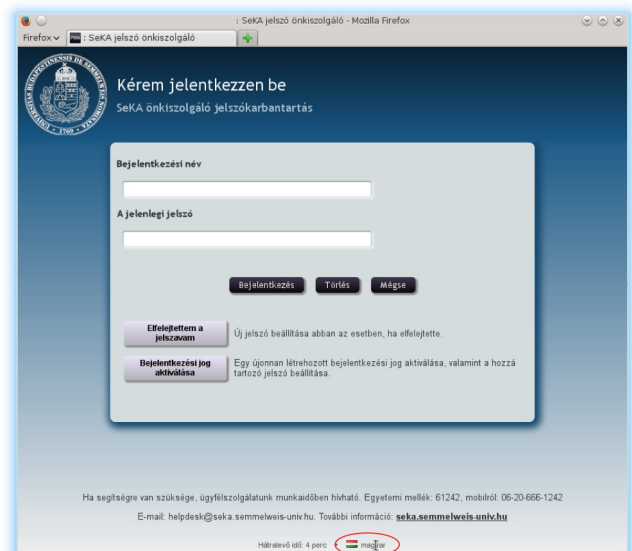 : SeKA jelszó önkiszolgáló - Mozilla Firefox
Firefox
: SeKA jelszó önkiszolgáló
Kérem jelentkezzen be
SeKA önkiszolgáló jelszókarbantartás
Bejelentkezési név
A jelenlegi jelszó
Bejelentkezés Törlés Mégse
Elfelejtettem a
jelszavam
Új jelszó beállítása abban az esetben, ha elfelejtette.
Bejelentkezési jog
aktiválása
Egy újonnan létrehozott bejelentkezési jog aktiválása, valamint a hozzá
tartozó jelszó beállítása.
Ha segítségre van szüksége, ügyfélszolgálatunk munkaidőben hívható. Egyetemi mellék: 61242, mobilról: 06-20-666-1242
E-mail: helpdesk@seka.semmelweis-univ.hu. További információ: seka.semmelweis-univ.hu
Hátralevő idő: 4 perc • magyar